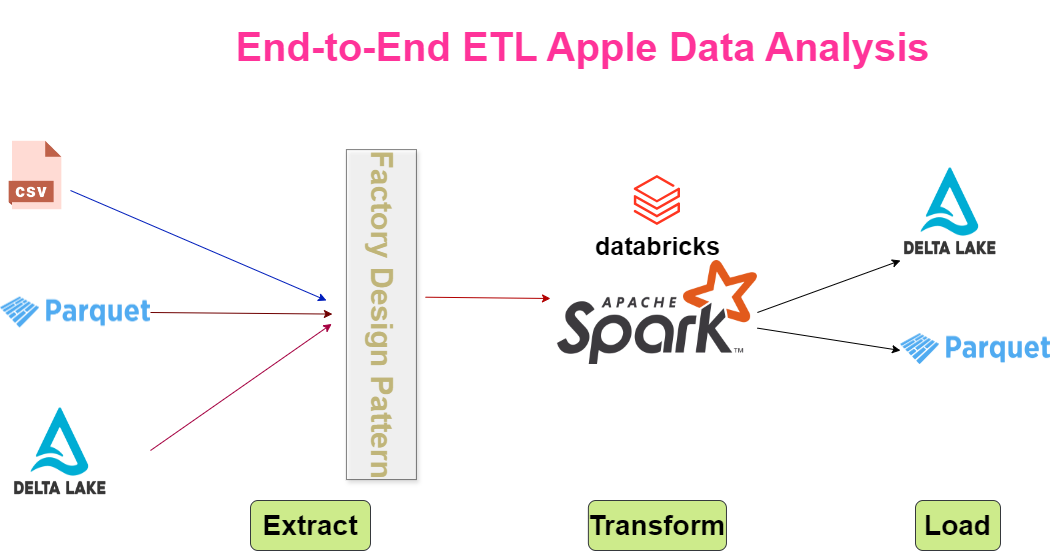 End-to-End ETL Apple Data Analysis
CSV
Parquet
DELTA LAKE
Factory Design Pattern
databricks
APACHE
Spark™
DELTA LAKE
Parquet
Extract
Transform
Load